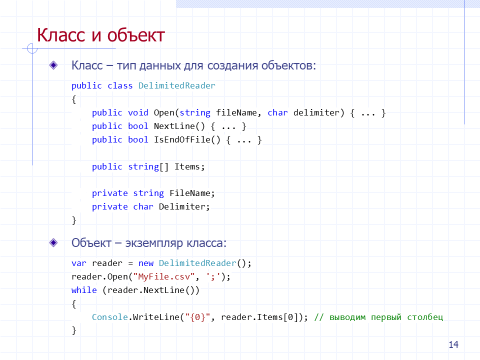 Класс и объект
Класс – тип данных для создания объектов:
public class DelimitedReader
{
    public void Open(string fileName, char delimiter) { ... }
    public bool NextLine() { ... }
    public bool IsEndOfFile() { ... }
    public string[] Items;
    private string FileName;
    private char Delimiter;
}
Объект – экземпляр класса:
var reader = new DelimitedReader();
reader.Open("MyFile.csv", ';');
while (reader.NextLine())
{
    Console.WriteLine("{0}", reader.Items[0]); // выводим первый столбец
}
14